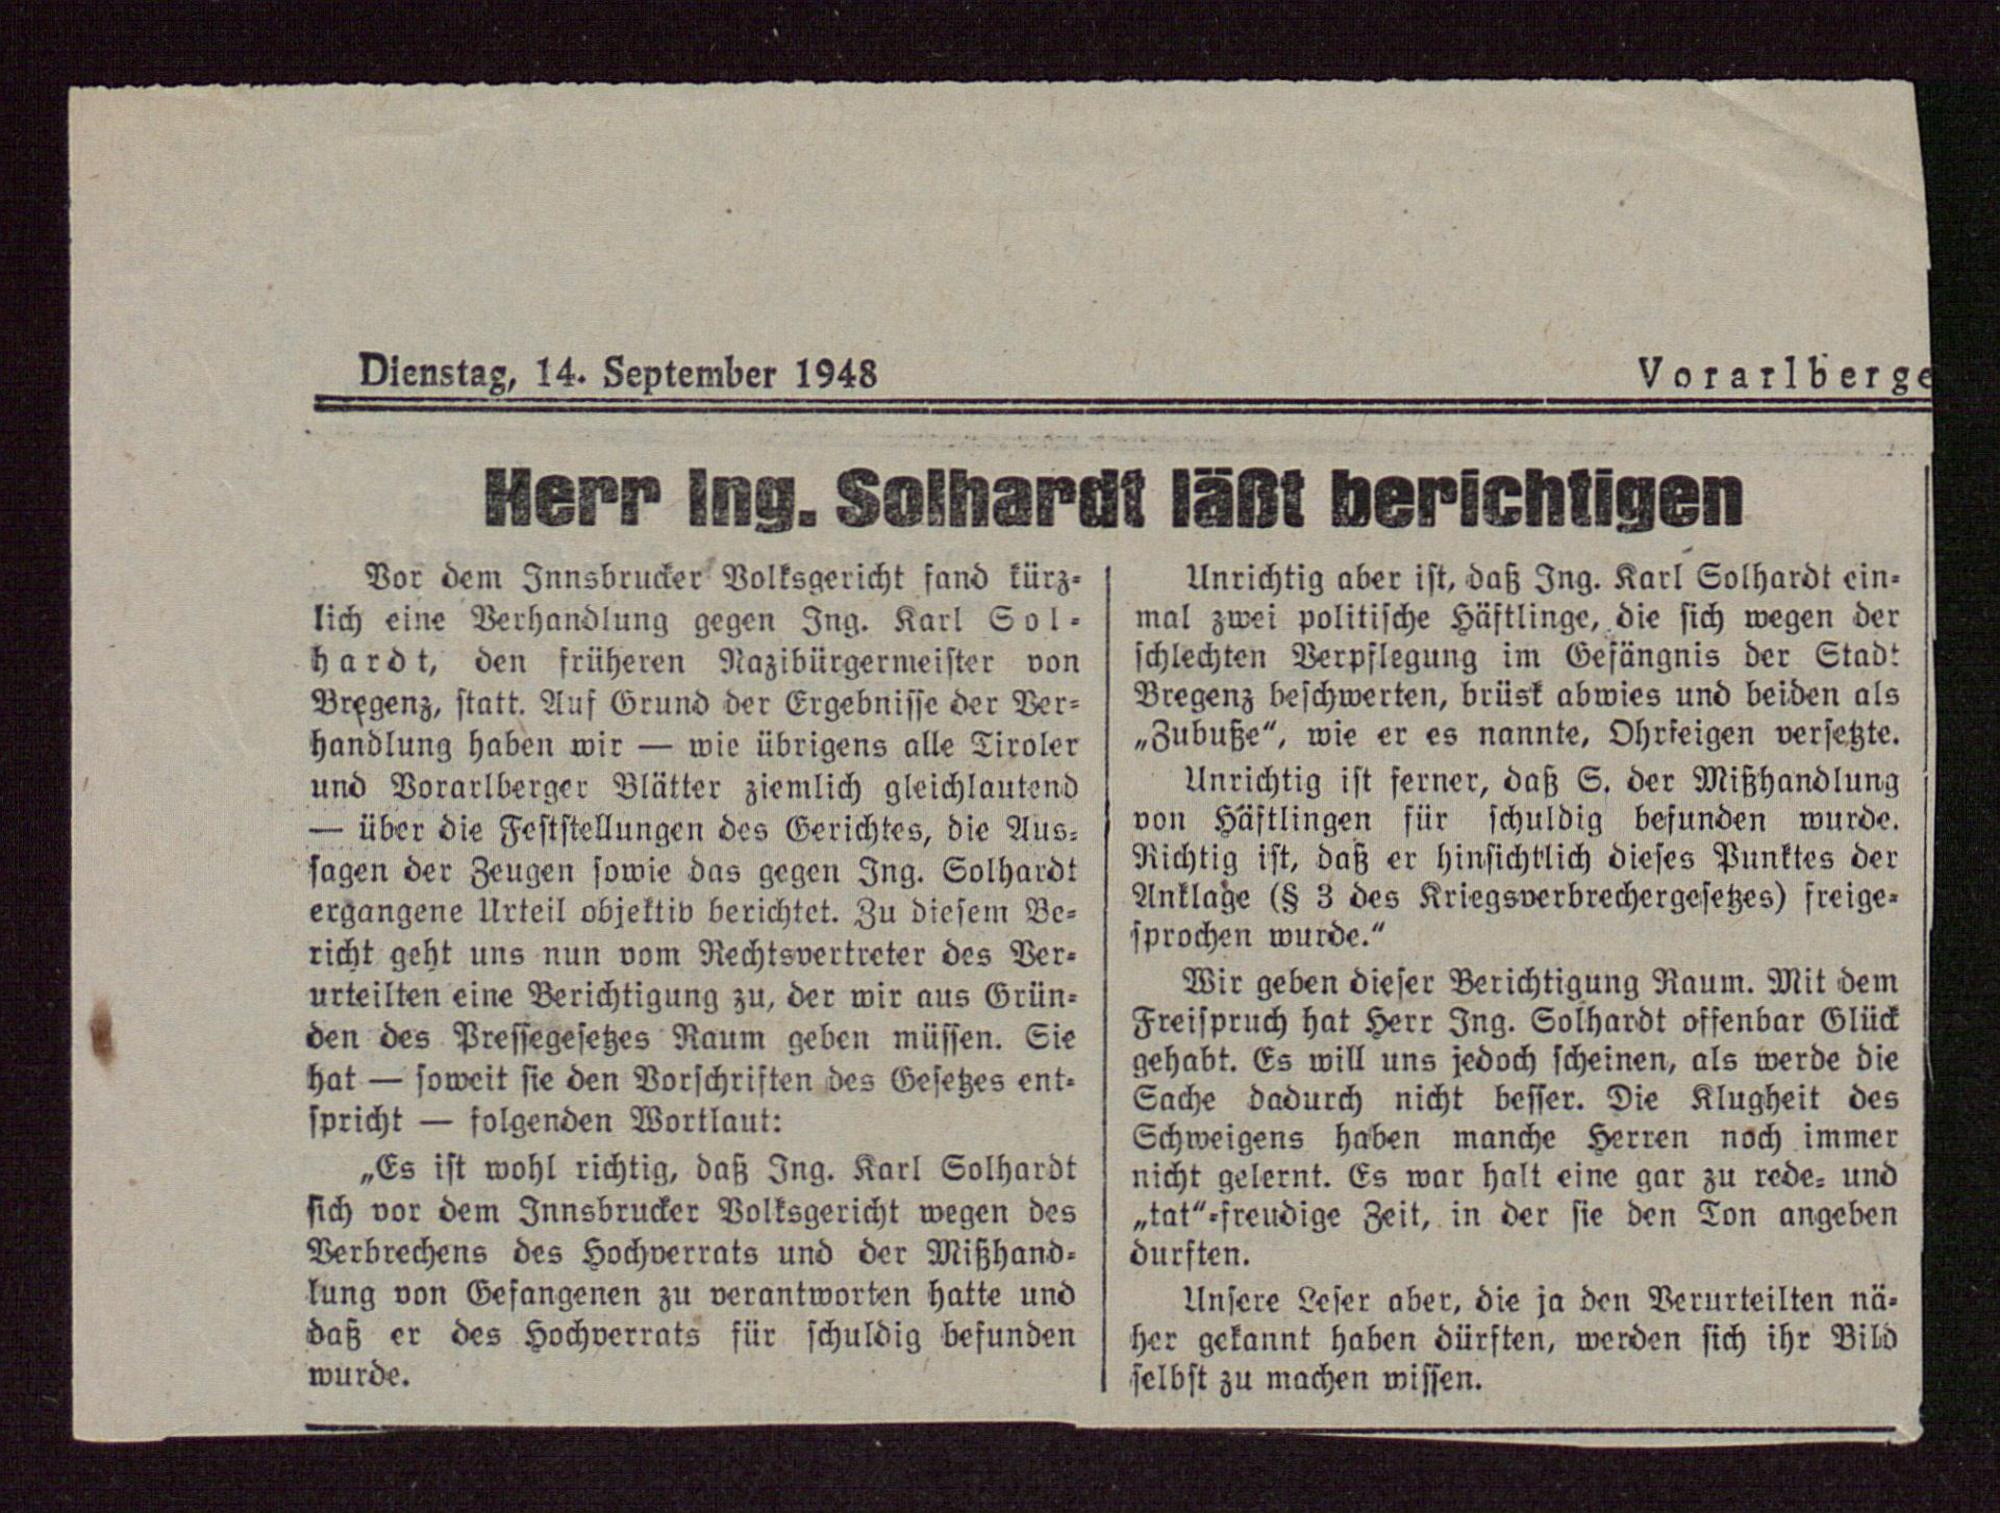 Dienstag, 14. September 1948
Vorarlberge
Herr Ing. Solhardt läßt berichtigen
Vor dem Innsbrucker Volksgericht fand kürz-
lich eine Verhandlung gegen Ing. Karl Sol-
hardt, den früheren Nazibürgermeister von
Bregenz, statt. Auf Grund der Ergebnisse der Ver-
handlung haben wir — wie übrigens alle Tiroler
und Vorarlberger Blätter ziemlich gleichlautend
— über die Feststellungen des Gerichtes, die Aus-
sagen der Zeugen sowie das gegen Ing. Solhardt
ergangene Urteil objektiv berichtet. Zu diesem Be-
richt geht uns nun vom Rechtsvertreter des Ver-
urteilten eine Berichtigung zu, der wir aus Grün-
den des Pressegesetzes Raum geben müssen. Sie
hat — soweit sie den Vorschriften des Gesetzes ent-
spricht — folgenden Wortlaut:
„Es ist wohl richtig, daß Ing. Karl Solhardt
sich vor dem Innsbrucker Volksgericht wegen des
Verbrechens des Hochverrats und der Mißhand-
lung von Gefangenen zu verantworten hatte und
daß er des Hochverrats für schuldig befunden
wurde.
Unrichtig aber ist, daß Ing. Karl Solhardt ein-
mal zwei politische Häftlinge, die sich wegen der
schlechten Verpflegung im Gefängnis der Stadt
Bregenz beschwerten, brüsk abwies und beiden als
„Zubuße“, wie er es nannte, Ohrfeigen versetzte.
Unrichtig ist ferner, daß S. der Mißhandlung
von Häftlingen für schuldig befunden wurde.
Richtig ist, daß er hinsichtlich dieses Punktes der
Anklage (§ 3 des Kriegsverbrechergesetzes) freige-
sprochen wurde.“
Wir geben dieser Berichtigung Raum. Mit dem
Freispruch hat Herr Ing. Solhardt offenbar Glück
gehabt. Es will uns jedoch scheinen, als werde die
Sache dadurch nicht besser. Die Klugheit des
Schweigens haben manche Herren noch immer
nicht gelernt. Es war halt eine gar zu rede- und
„tat“-freudige Zeit, in der sie den Ton angeben
durften.
Unsere Leser aber, die ja den Verurteilten nä-
her gekannt haben dürften, werden sich ihr Bild
selbst zu machen wissen.